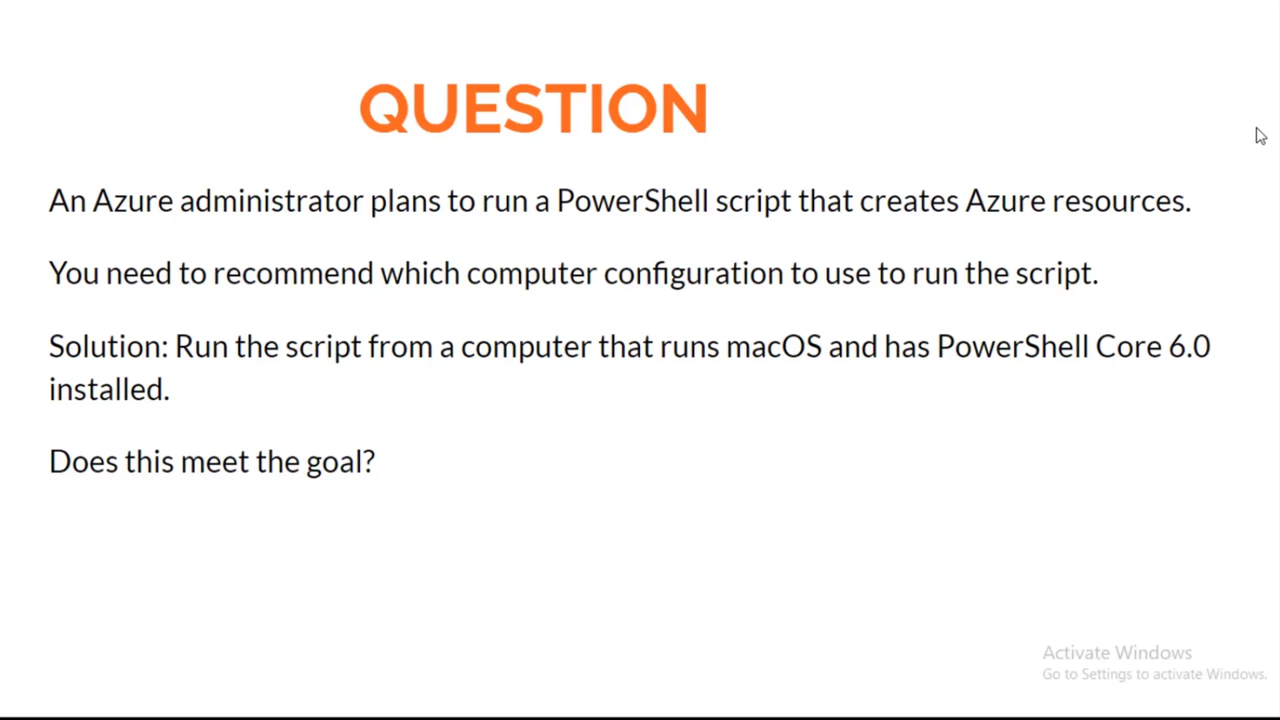 QUESTION
An Azure administrator plans to run a PowerShell script that creates Azure resources.
You need to recommend which computer configuration to use to run the script.
Solution: Run the script from a computer that runs macOS and has PowerShell Core 6.0
installed.
Does this meet the goal?
Activate Windows
Go to Settings to activate Windows.